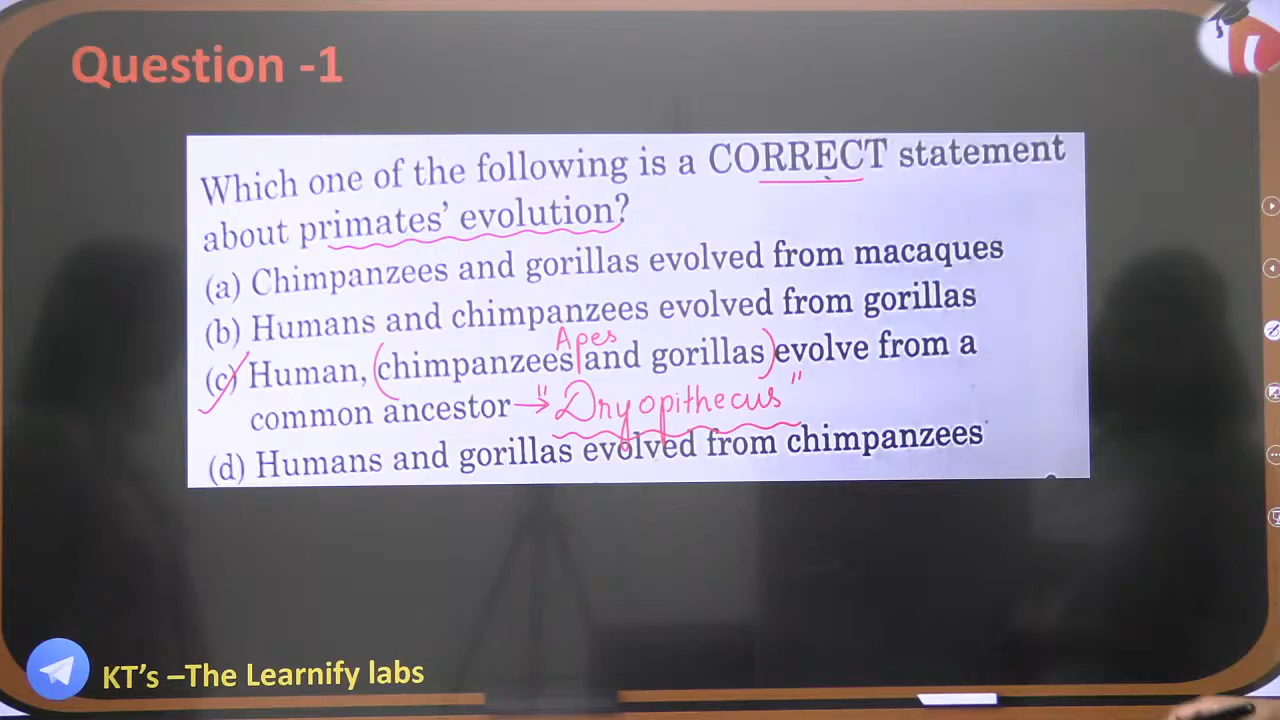 Question -1
Which one of the following is a CORRECT statement
about primates' evolution?
(a) Chimpanzees and gorillas evolved from macaques
(b) Humans and chimpanzees evolved from gorillas
Apes
(c) Human, (chimpanzees and gorillas) evolve from a
common ancestor → "Dryopithecus"
(d) Humans and gorillas evolved from chimpanzees
KT's –The Learnify labs